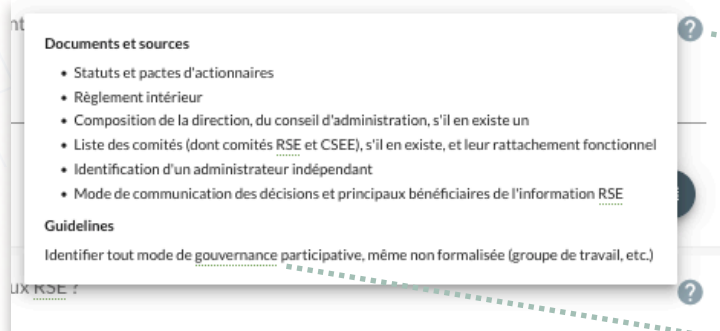 nt
?
Documents et sources
• Statuts et pactes d'actionnaires
• Règlement intérieur
• Composition de la direction, du conseil d'administration, s'il en existe un
• Liste des comités (dont comités RSE et CSEE), s'il en existe, et leur rattachement fonctionnel
• Identification d'un administrateur indépendant
• Mode de communication des décisions et principaux bénéficiaires de l'information RSE
Guidelines
Identifier tout mode de gouvernance participative, même non formalisée (groupe de travail, etc.)
ux RSE ?
?